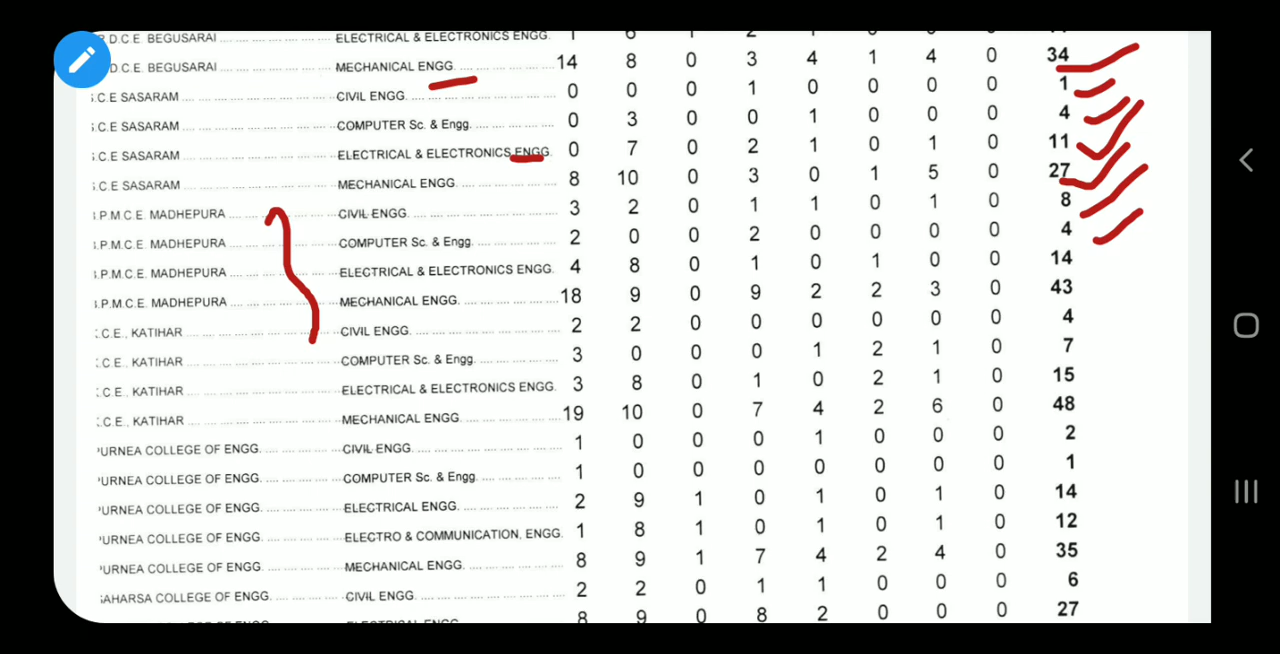 D.C.E. BEGUSARAI .... .... .... .... .... ELECTRICAL & ELECTRONICS ENGG. 1 6 1 2 1
D.C.E. BEGUSARAI .... .... .... .... .... MECHANICAL ENGG. .... .... .... 14 8 0 3 4 1 4 0 34
.C.E SASARAM .... .... .... .... .... CIVIL ENGG. .... .... .... .... .... 0 0 0 1 0 0 0 0 1
.C.E SASARAM .... .... .... .... .... COMPUTER Sc. & Engg. .... .... .... 0 3 0 0 1 0 0 0 4
.C.E SASARAM .... .... .... .... .... ELECTRICAL & ELECTRONICS ENGG. 0 7 0 2 1 0 1 0 11
.C.E SASARAM .... .... .... .... .... MECHANICAL ENGG. .... .... .... 8 10 0 3 0 1 5 0 27
.P.M.C.E. MADHEPURA .... .... .... .... CIVIL ENGG. .... .... .... .... .... 3 2 0 1 1 0 1 0 8
.P.M.C.E. MADHEPURA .... .... .... .... COMPUTER Sc. & Engg. .... .... .... 2 0 0 2 0 0 0 0 4
.P.M.C.E. MADHEPURA .... .... .... .... ELECTRICAL & ELECTRONICS ENGG. 4 8 0 1 0 1 0 0 14
.P.M.C.E. MADHEPURA .... .... .... .... MECHANICAL ENGG. .... .... .... 18 9 0 9 2 2 3 0 43
.C.E., KATIHAR .... .... .... .... .... CIVIL ENGG. .... .... .... .... .... 2 2 0 0 0 0 0 0 4
.C.E., KATIHAR .... .... .... .... .... COMPUTER Sc. & Engg. .... .... .... 3 0 0 0 1 2 1 0 7
.C.E., KATIHAR .... .... .... .... .... ELECTRICAL & ELECTRONICS ENGG. 3 8 0 1 0 2 1 0 15
.C.E., KATIHAR .... .... .... .... .... MECHANICAL ENGG. .... .... .... 19 10 0 7 4 2 6 0 48
URNEA COLLEGE OF ENGG. .... .... .... CIVIL ENGG. .... .... .... .... .... 1 0 0 0 1 0 0 0 2
URNEA COLLEGE OF ENGG. .... .... .... COMPUTER Sc. & Engg. .... .... .... 1 0 0 0 0 0 0 0 1
URNEA COLLEGE OF ENGG. .... .... .... ELECTRICAL ENGG. .... .... .... 2 9 1 0 1 0 1 0 14
URNEA COLLEGE OF ENGG. .... .... .... ELECTRO & COMMUNICATION, ENGG. 1 8 1 0 1 0 1 0 12
URNEA COLLEGE OF ENGG. .... .... .... MECHANICAL ENGG. .... .... .... 8 9 1 7 4 2 4 0 35
AHARSA COLLEGE OF ENGG. .... .... .... CIVIL ENGG. .... .... .... .... .... 2 2 0 1 1 0 0 0 6
8 9 0 8 2 0 0 0 27